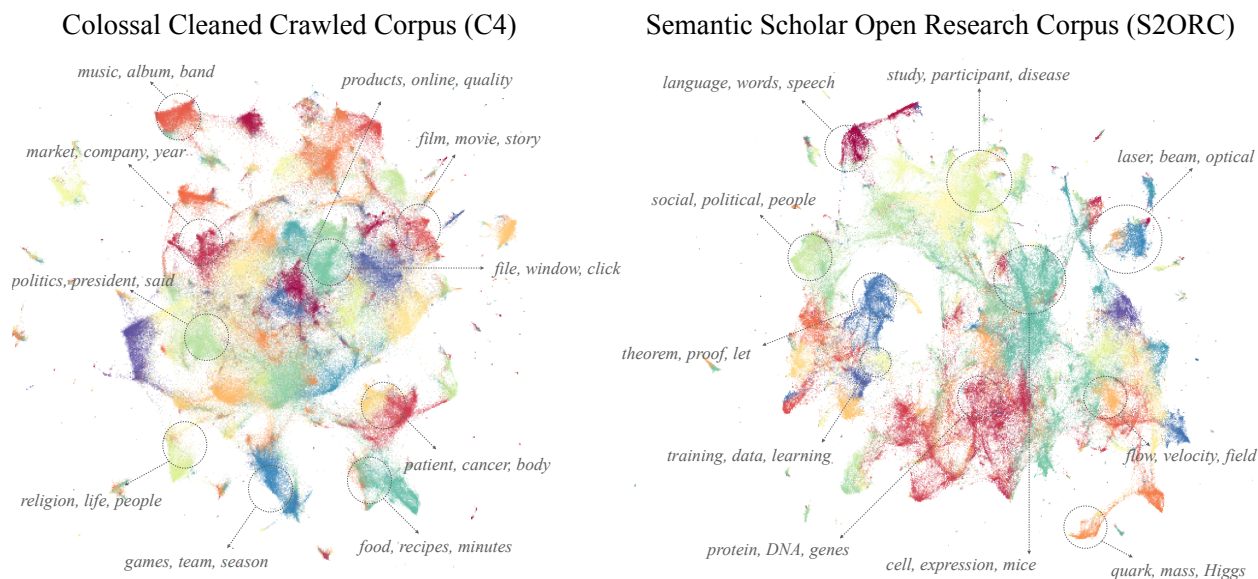 Colossal Cleaned Crawled Corpus (C4)
music, album, band
products, online, quality
film, movie, story
market, company, year
file, window, click
politics, president, said
patient, cancer, body
religion, life, people
food, recipes, minutes
games, team, season
Semantic Scholar Open Research Corpus (S2ORC)
language, words, speech
study, participant, disease
laser, beam, optical
social, political, people
theorem, proof, let
training, data, learning
flow, velocity, field
protein, DNA, genes
cell, expression, mice
quark, mass, Higgs